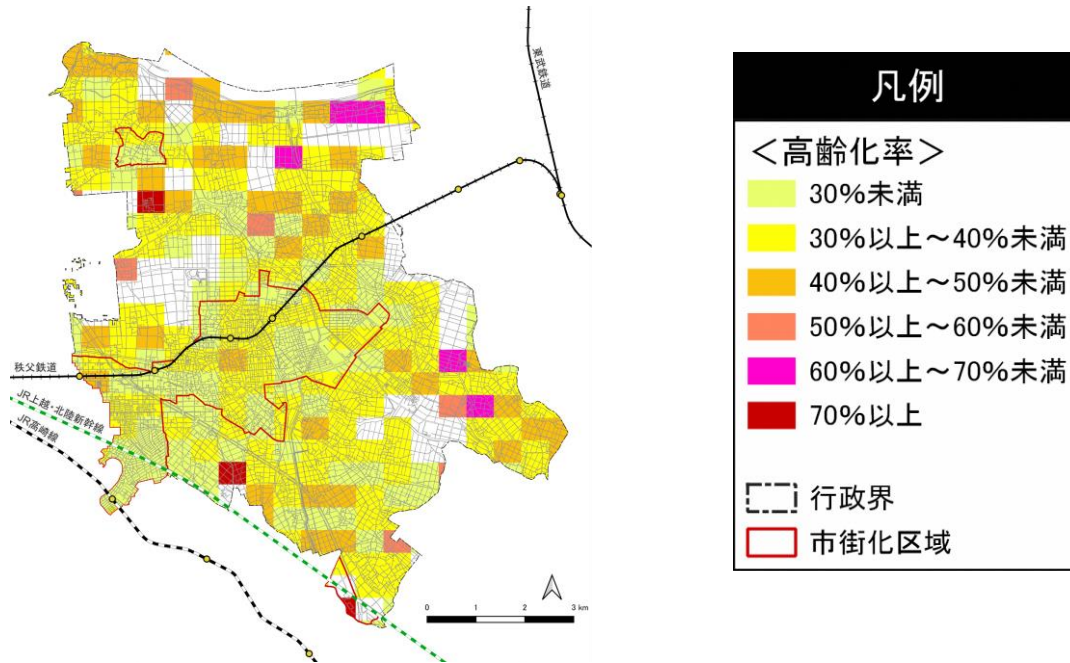 東武鉄道
秩父鉄道
JR上越・北陸新幹線
JR高崎線
0 1 2 3 km
凡例
＜高齢化率＞
30%未満
30%以上～40%未満
40%以上～50%未満
50%以上～60%未満
60%以上～70%未満
70%以上
行政界
市街化区域